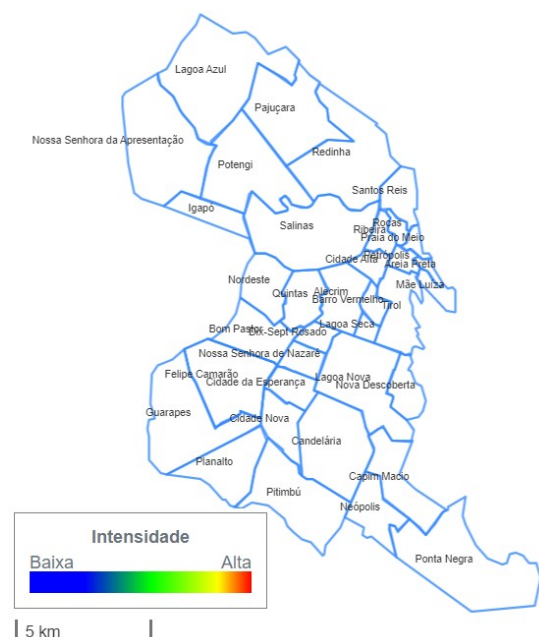 Lagoa Azul
Pajuçara
Nossa Senhora da Apresentação
Redinha
Potengi
Santos Reis
Igapó
Salinas
Rocas
Ribeira
Praia do Meio
Petrópolis
Cidade Alta
Areia Preta
Nordeste
Mãe Luiza
Alecrim
Quintas
Barro Vermelho
Tirol
Lagoa Seca
Bom Pastor
Dix-Sept Rosado
Nossa Senhora de Nazaré
Felipe Camarão
Lagoa Nova
Cidade da Esperança
Nova Descoberta
Guarapes
Cidade Nova
Candelária
Planalto
Capim Macio
Pitimbú
Neópolis
Ponta Negra
Intensidade
Baixa Alta
5 km